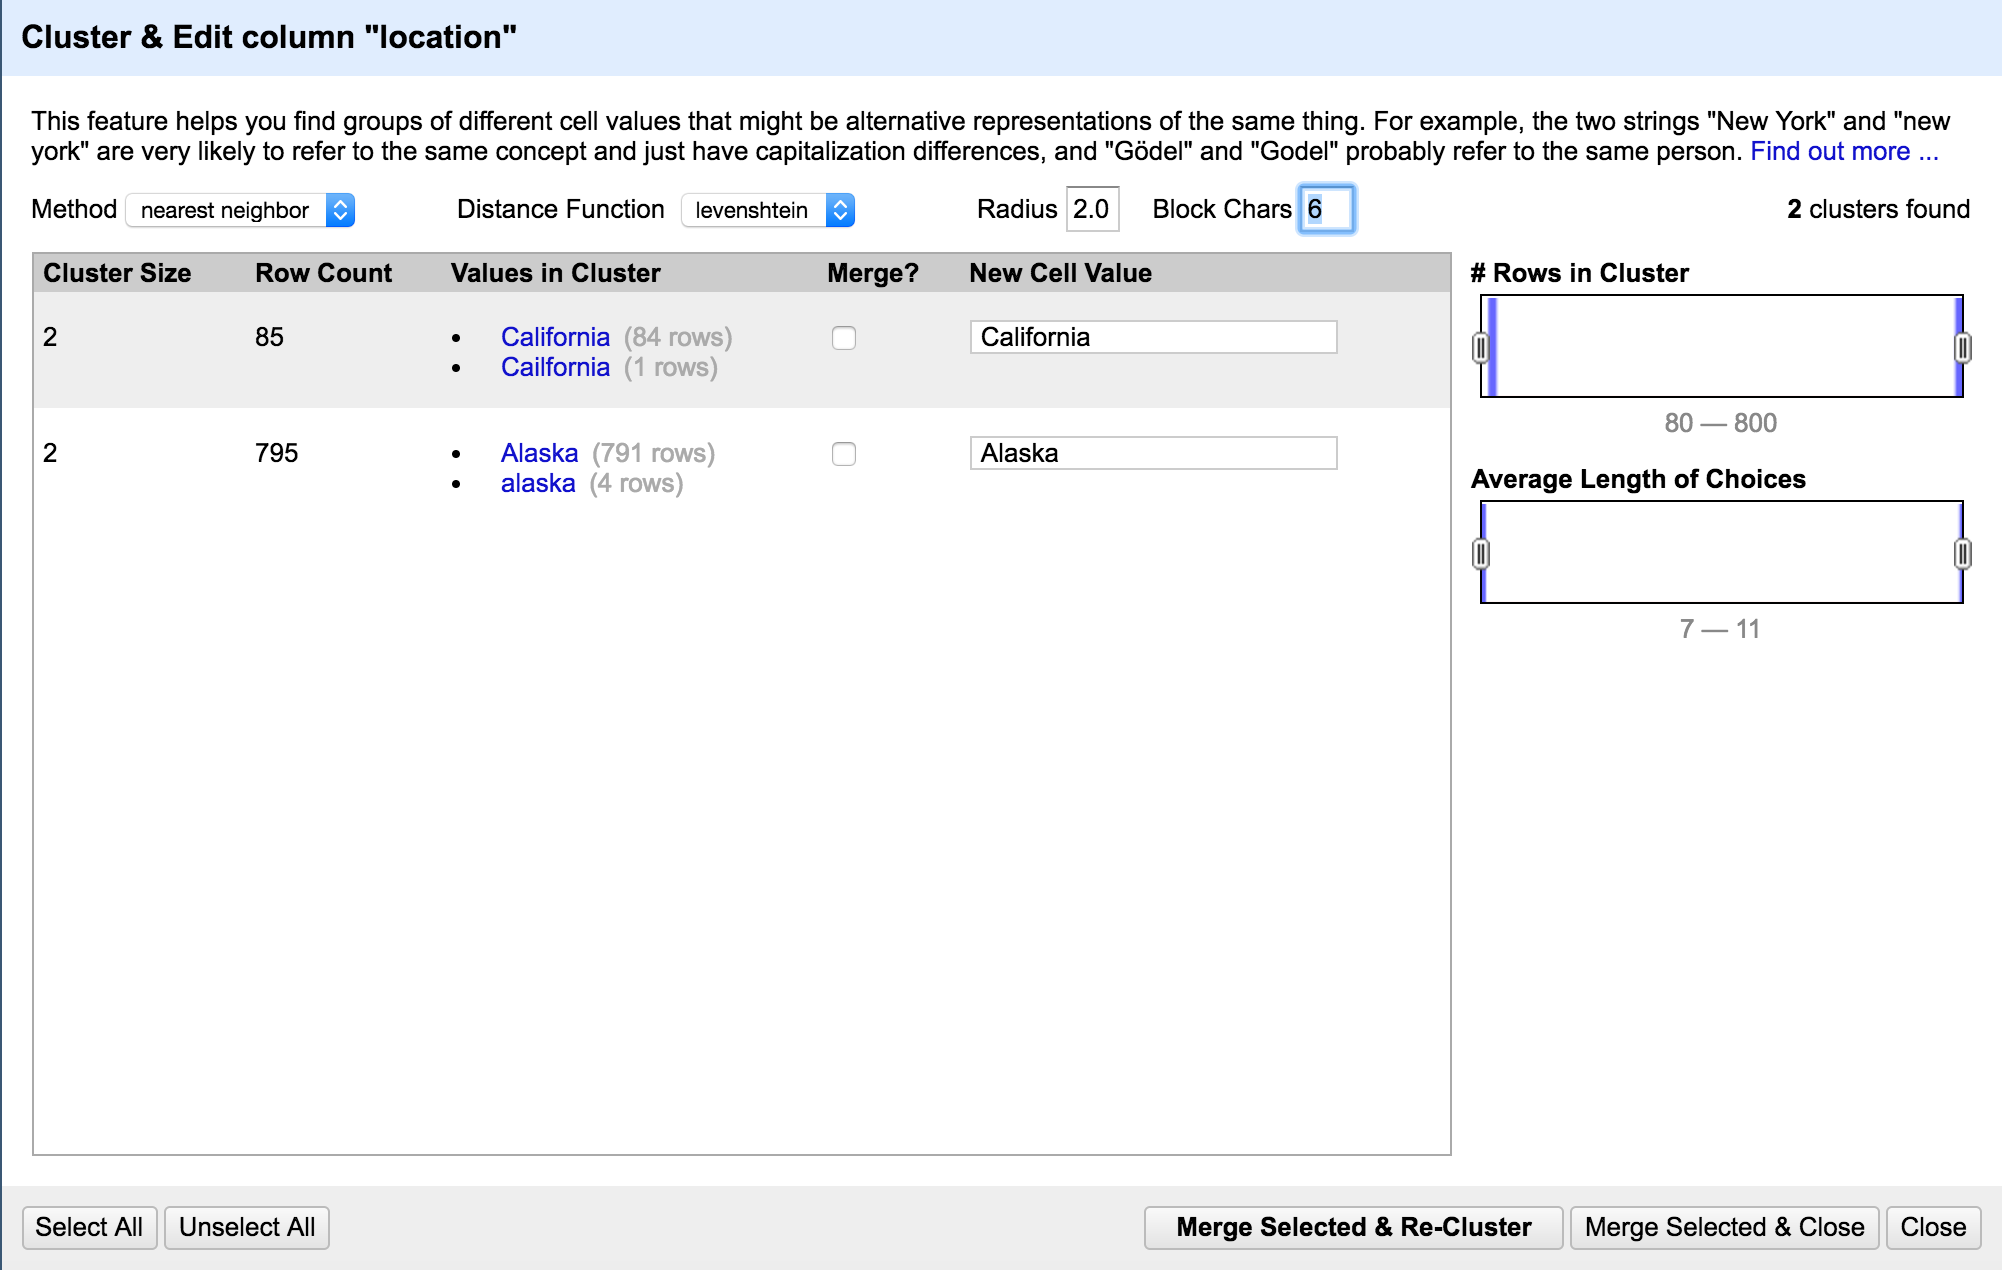 Cluster & Edit column "location"
This feature helps you find groups of different cell values that might be alternative representations of the same thing. For example, the two strings "New York" and "new
york" are very likely to refer to the same concept and just have capitalization differences, and "Gödel" and "Godel" probably refer to the same person. Find out more ...
Method nearest neighbor Distance Function levenshtein Radius 2.0 Block Chars 6 2 clusters found
Cluster Size Row Count Values in Cluster Merge? New Cell Value
2 85 • California (84 rows) California
• Cailfornia (1 rows)
2 795 • Alaska (791 rows) Alaska
• alaska (4 rows)
# Rows in Cluster
80 — 800
Average Length of Choices
7 — 11
Select All Unselect All Merge Selected & Re-Cluster Merge Selected & Close Close